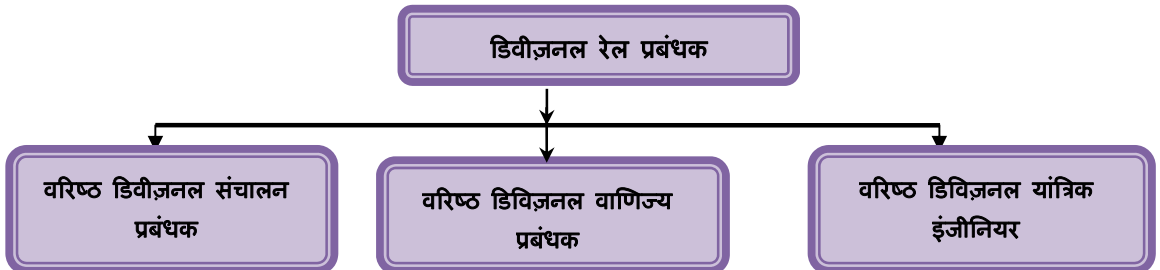 डिवीज़नल रेल प्रबंधक
वरिष्ठ डिवीज़नल संचालन
प्रबंधक
वरिष्ठ डिविज़नल वाणिज्य
प्रबंधक
वरिष्ठ डिविज़नल यांत्रिक
इंजीनियर